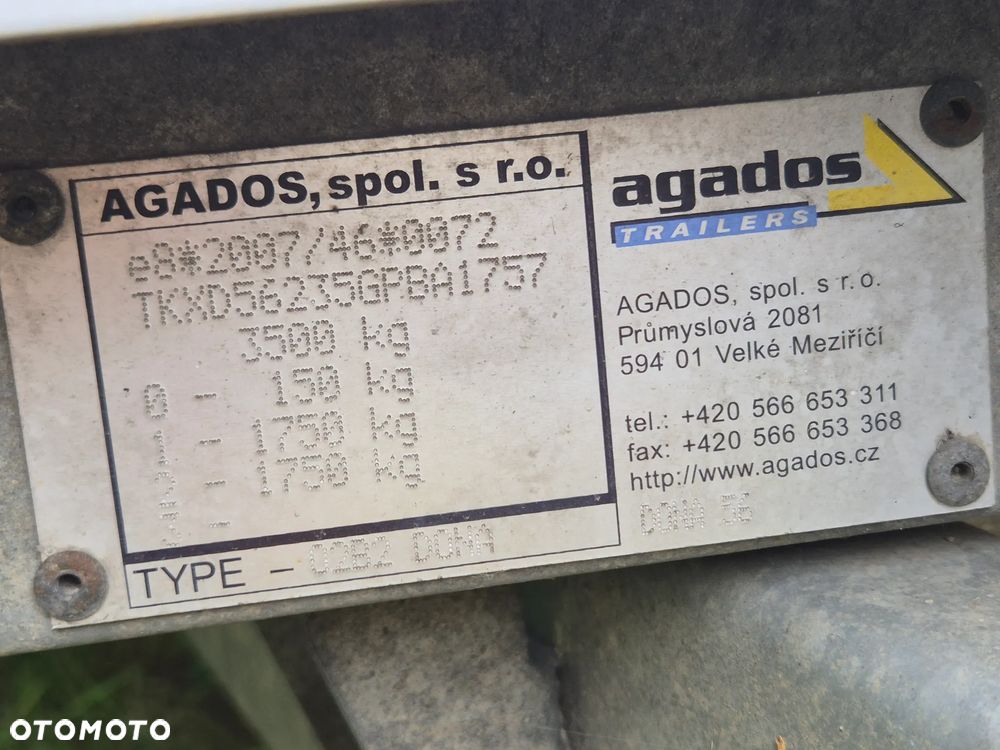 AGADOS, spol. s r.o.
e8*2007/46*0072
TKXD56235GPBA1757
3500 kg
0 - 150 kg
1 - 1750 kg
2 - 1750 kg
TYPE - O2B2 DONA
agados
TRAILERS
AGADOS, spol. s r.o.
Průmyslová 2081
594 01 Velké Meziříčí
tel.: +420 566 653 311
fax: +420 566 653 368
http://www.agados.cz
DONA 56
OTOMOTO